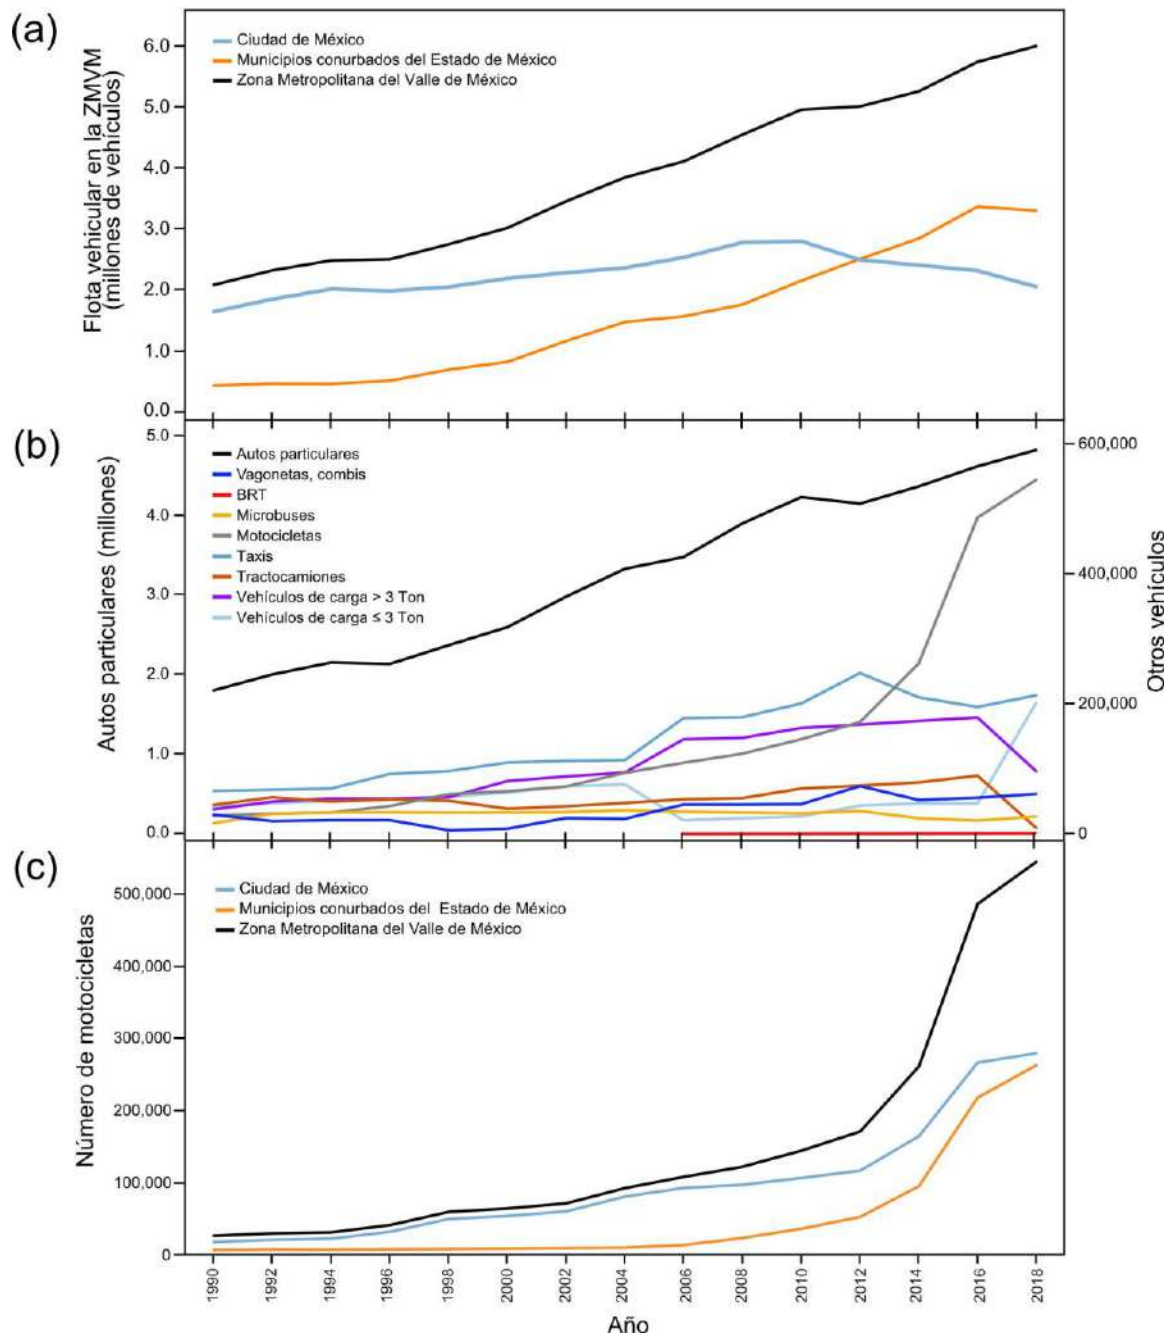 (a)
Flota vehicular en la ZMVM
(millones de vehículos)
Ciudad de México
Municipios conurbados del Estado de México
Zona Metropolitana del Valle de México
6.0
5.0
4.0
3.0
2.0
1.0
0.0
(b)
Autos particulares (millones)
5.0
4.0
3.0
2.0
1.0
0.0
Autos particulares
Vagonetas, combis
BRT
Microbuses
Motocicletas
Taxis
Tractocamiones
Vehículos de carga > 3 Ton
Vehículos de carga ≤ 3 Ton
600,000
400,000
200,000
0
Otros vehículos
(c)
Número de motocicletas
500,000
400,000
300,000
200,000
100,000
0
Ciudad de México
Municipios conurbados del Estado de México
Zona Metropolitana del Valle de México
1990
1992
1994
1996
1998
2000
2002
2004
2006
2008
2010
2012
2014
2016
2018
Año